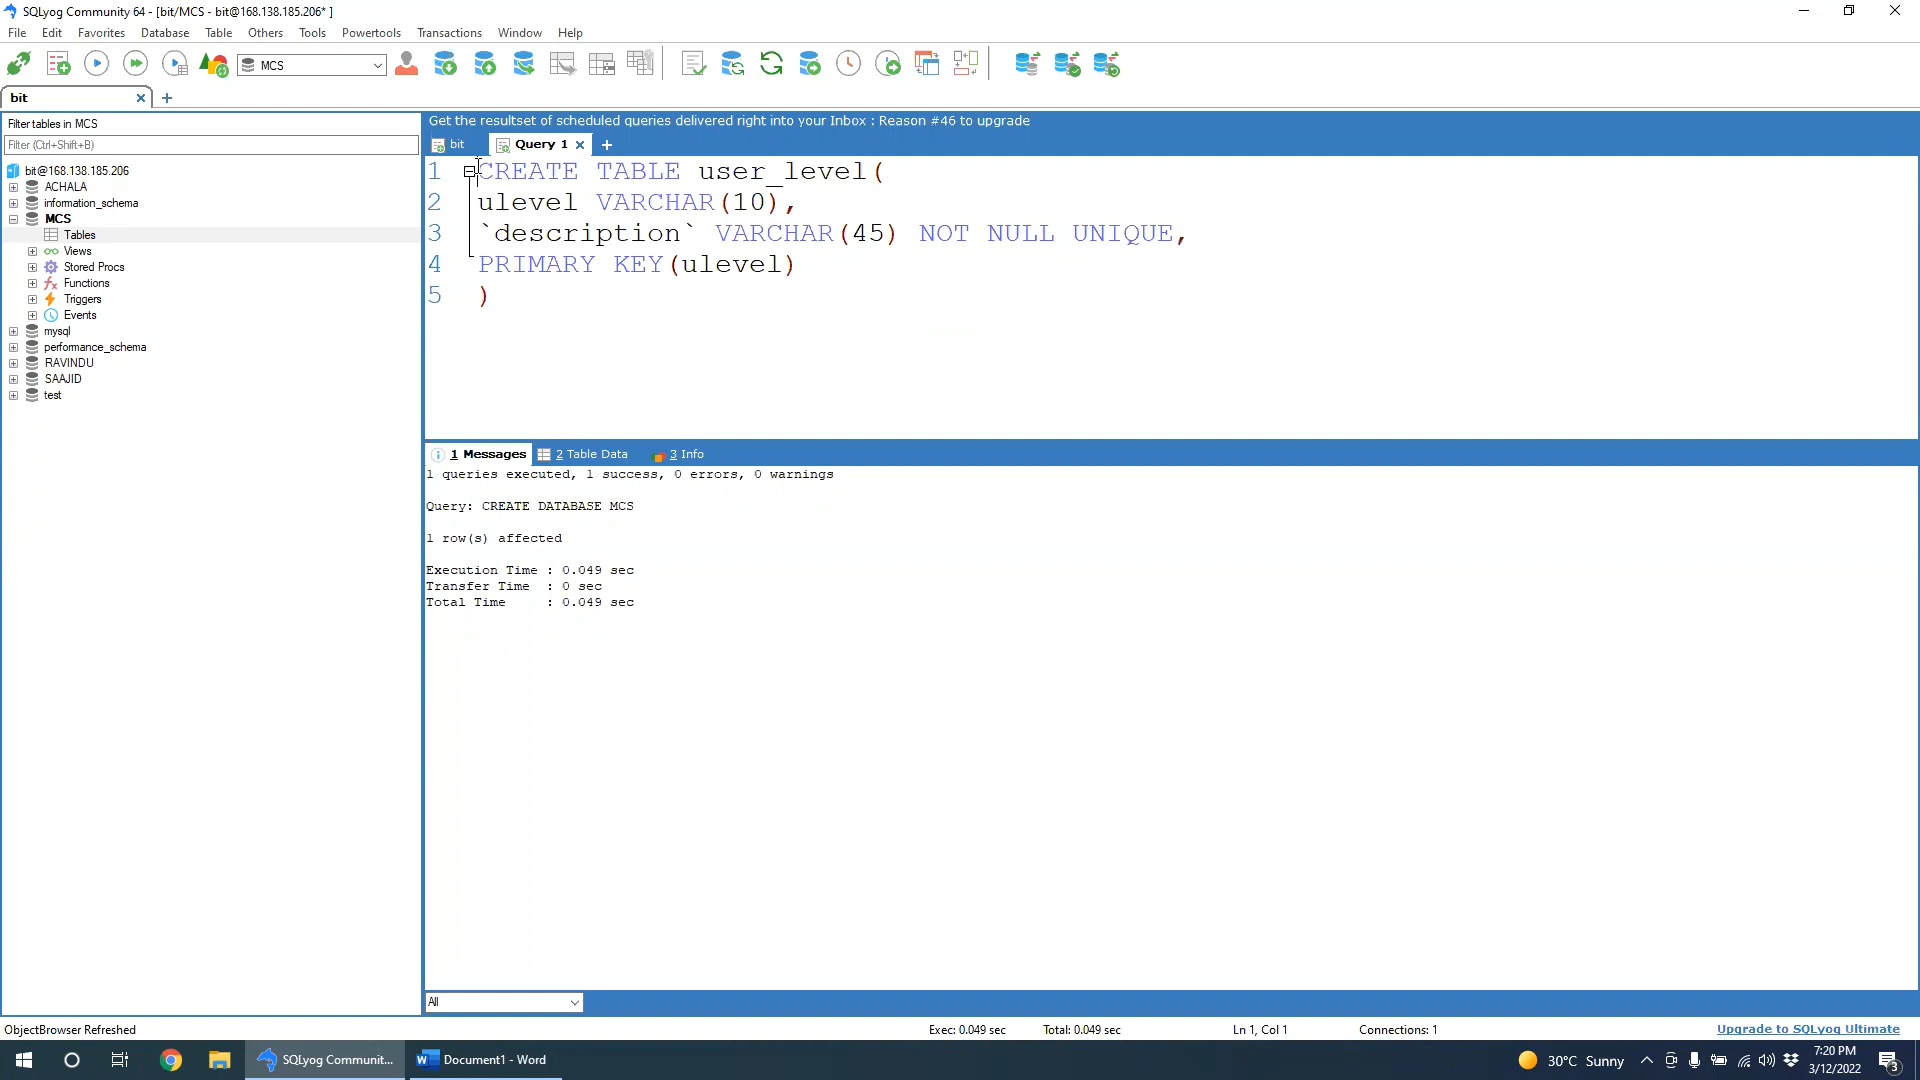 SQLyog Community 64 - [bit/MCS - bit@168.138.185.206* ]
File Edit Favorites Database Table Others Tools Powertools Transactions Window Help
MCS
bit
Filter tables in MCS
Filter (Ctrl+Shift+B)
bit@168.138.185.206
ACHALA
information_schema
MCS
Tables
Views
Stored Procs
Functions
Triggers
Events
mysql
performance_schema
RAVINDU
SAAJID
test
Get the resultset of scheduled queries delivered right into your Inbox : Reason #46 to upgrade
bit Query 1
1 CREATE TABLE user_level(
2 ulevel VARCHAR(10),
3 `description` VARCHAR(45) NOT NULL UNIQUE,
4 PRIMARY KEY(ulevel)
5 )
1 Messages 2 Table Data 3 Info
1 queries executed, 1 success, 0 errors, 0 warnings
Query: CREATE DATABASE MCS
1 row(s) affected
Execution Time : 0.049 sec
Transfer Time : 0 sec
Total Time : 0.049 sec
All
ObjectBrowser Refreshed Exec: 0.049 sec Total: 0.049 sec Ln 1, Col 1 Connections: 1 Upgrade to SQLyog Ultimate
SQLyog Communit... Document1 - Word 30°C Sunny 7:20 PM
3/12/2022
3